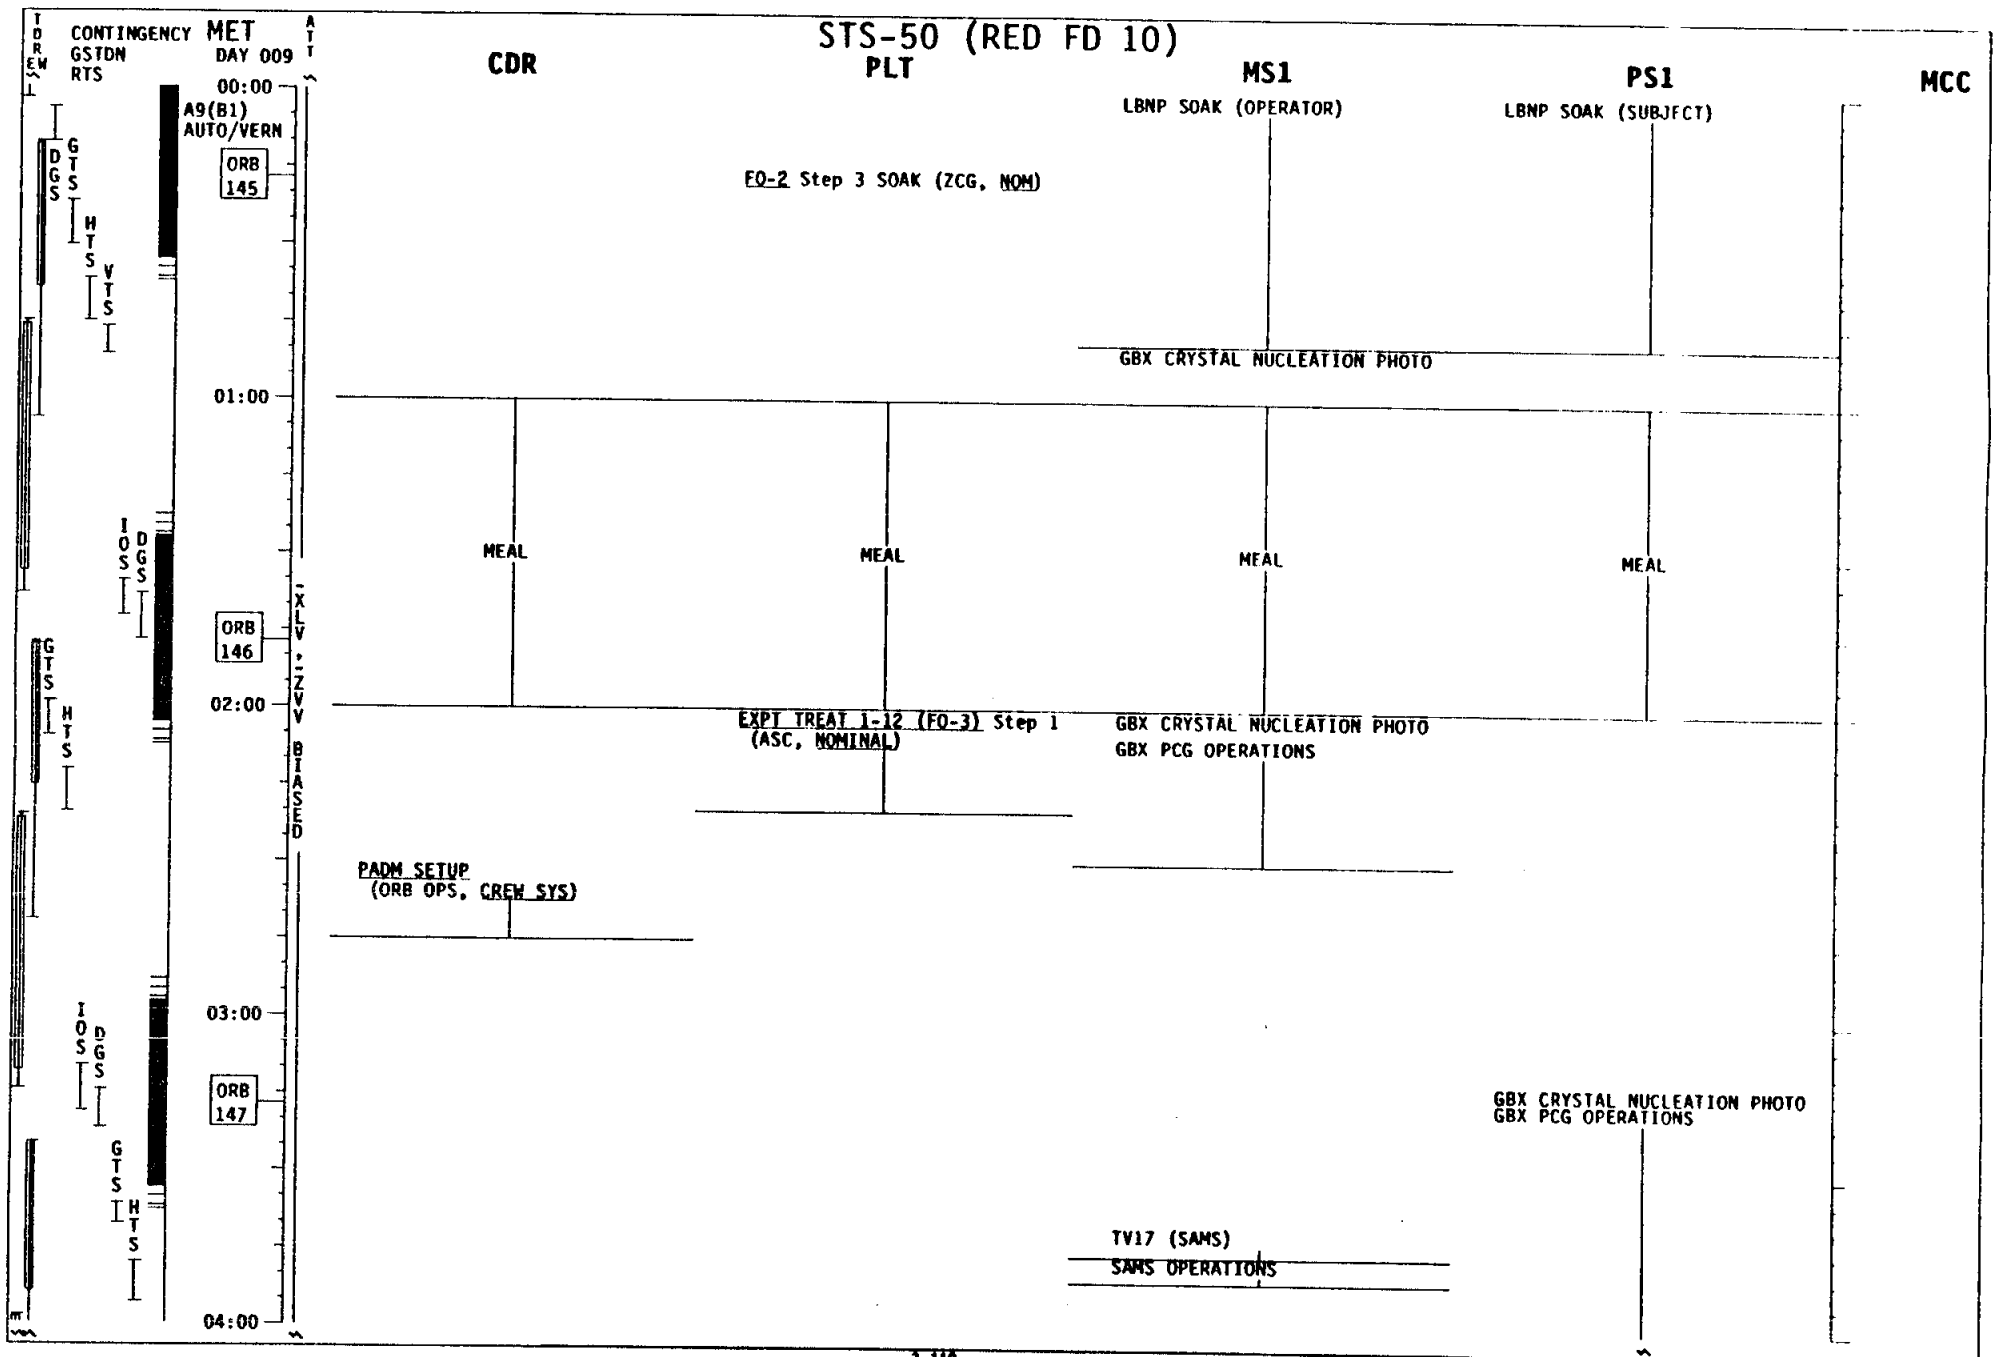 STS-50 (RED FD 10)
TDRE W
CONTINGENCY
GSTDN
RTS
MET
DAY 009
ATT
CDR
PLT
MS1
PS1
MCC
00:00
A9(B1)
AUTO/VERN
LBNP SOAK (OPERATOR)
LBNP SOAK (SUBJECT)
ORB
145
FO-2 Step 3 SOAK (ZCG, NOM)
DGS
GTS
HTS
VTS
GBX CRYSTAL NUCLEATION PHOTO
01:00
IOS
DGS
MEAL
MEAL
MEAL
MEAL
-XLV,-ZVV BIASED
ORB
146
GTS
HTS
02:00
EXPT TREAT 1-12 (FO-3) Step 1
(ASC, NOMINAL)
GBX CRYSTAL NUCLEATION PHOTO
GBX PCG OPERATIONS
PADM SETUP
(ORB OPS, CREW SYS)
03:00
IOS
DGS
ORB
147
GBX CRYSTAL NUCLEATION PHOTO
GBX PCG OPERATIONS
GTS
HTS
TV17 (SAMS)
SAMS OPERATIONS
04:00